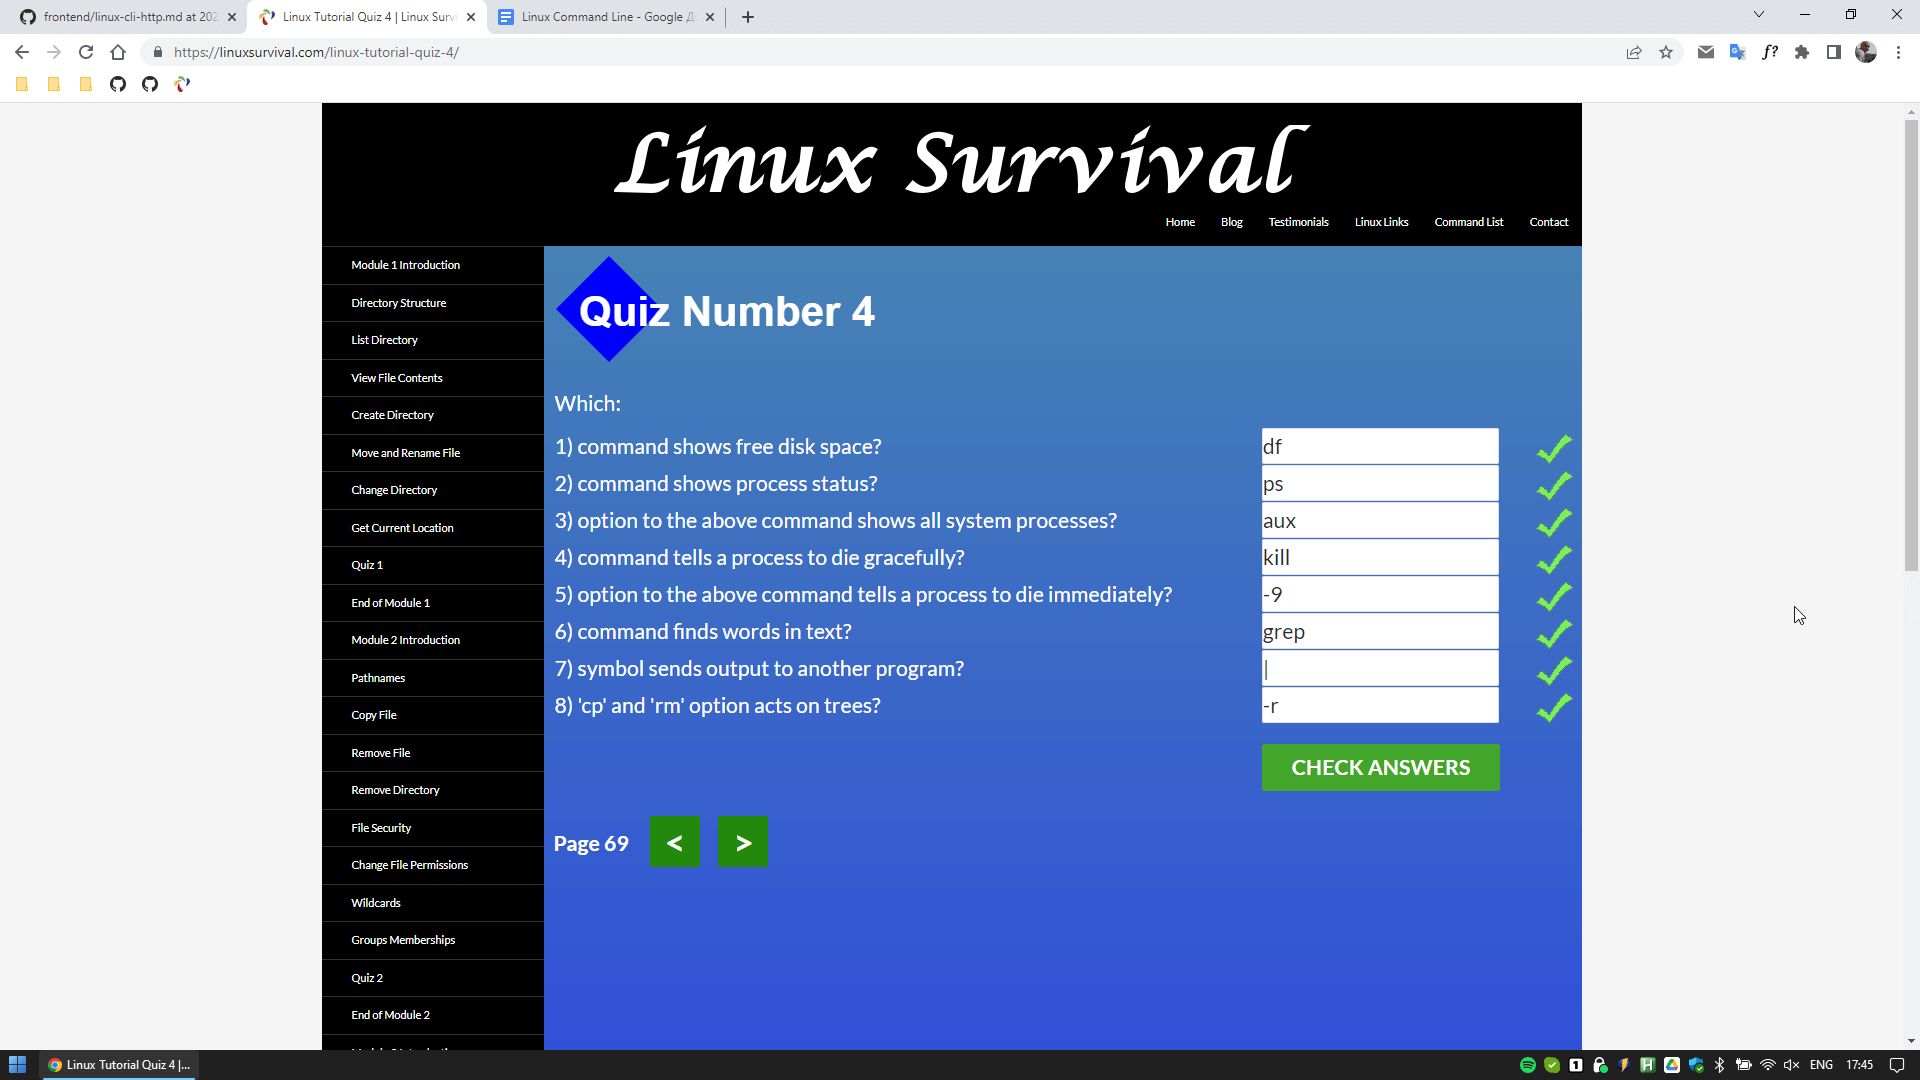 frontend/linux-cli-http.md at 202
Linux Tutorial Quiz 4 | Linux Surv
Linux Command Line - Google Д
https://linuxsurvival.com/linux-tutorial-quiz-4/
f?
Linux Survival
Home Blog Testimonials Linux Links Command List Contact
Module 1 Introduction
Directory Structure
List Directory
View File Contents
Create Directory
Move and Rename File
Change Directory
Get Current Location
Quiz 1
End of Module 1
Module 2 Introduction
Pathnames
Copy File
Remove File
Remove Directory
File Security
Change File Permissions
Wildcards
Groups Memberships
Quiz 2
End of Module 2
Quiz Number 4
Which:
1) command shows free disk space? df
2) command shows process status? ps
3) option to the above command shows all system processes? aux
4) command tells a process to die gracefully? kill
5) option to the above command tells a process to die immediately? -9
6) command finds words in text? grep
7) symbol sends output to another program? |
8) 'cp' and 'rm' option acts on trees? -r
CHECK ANSWERS
Page 69 < >
Linux Tutorial Quiz 4 |...
ENG 17:45